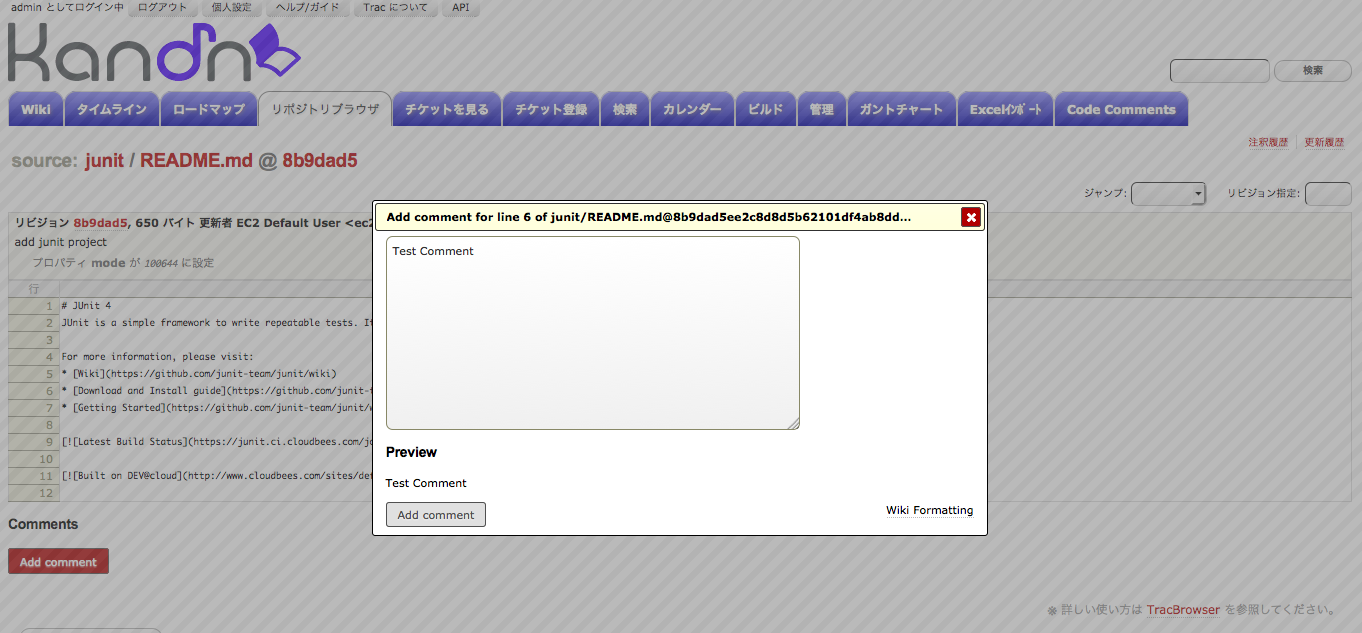 admin としてログイン中 ログアウト 個人設定 ヘルプ/ガイド Trac について API
Kanon
検索
Wiki タイムライン ロードマップ リポジトリブラウザ チケットを見る チケット登録 検索 カレンダー ビルド 管理 ガントチャート Excelｲﾝﾎﾟｰﾄ Code Comments
注釈履歴 更新履歴
source: junit / README.md @ 8b9dad5
ジャンプ: リビジョン指定:
リビジョン 8b9dad5, 650 バイト 更新者 EC2 Default User <ec2
add junit project
プロパティ mode が 100644 に設定
行
1 # JUnit 4
2 JUnit is a simple framework to write repeatable tests. It
3
4 For more information, please visit:
5 * [Wiki](https://github.com/junit-team/junit/wiki)
6 * [Download and Install guide](https://github.com/junit-t
7 * [Getting Started](https://github.com/junit-team/junit/w
8
9 [![Latest Build Status](https://junit.ci.cloudbees.com/jo
10
11 [![Built on DEV@cloud](http://www.cloudbees.com/sites/def
12
Comments
Add comment
Add comment for line 6 of junit/README.md@8b9dad5ee2c8d8d5b62101df4ab8dd...
Test Comment
Preview
Test Comment
Add comment
Wiki Formatting
※ 詳しい使い方は TracBrowser を参照してください。